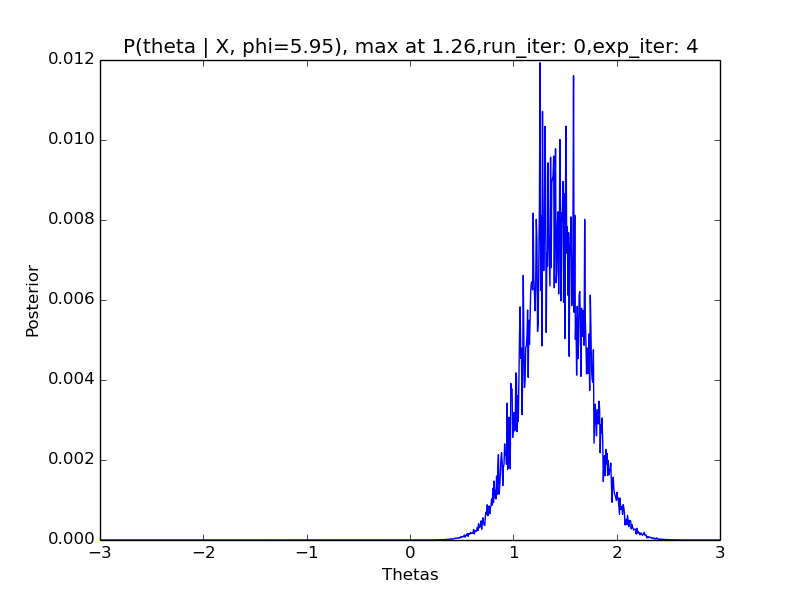 P(theta | X, phi=5.95), max at 1.26,run_iter: 0,exp_iter: 4
0.012
0.010
0.008
0.006
0.004
0.002
0.000
Posterior
−3 −2 −1 0 1 2 3
Thetas